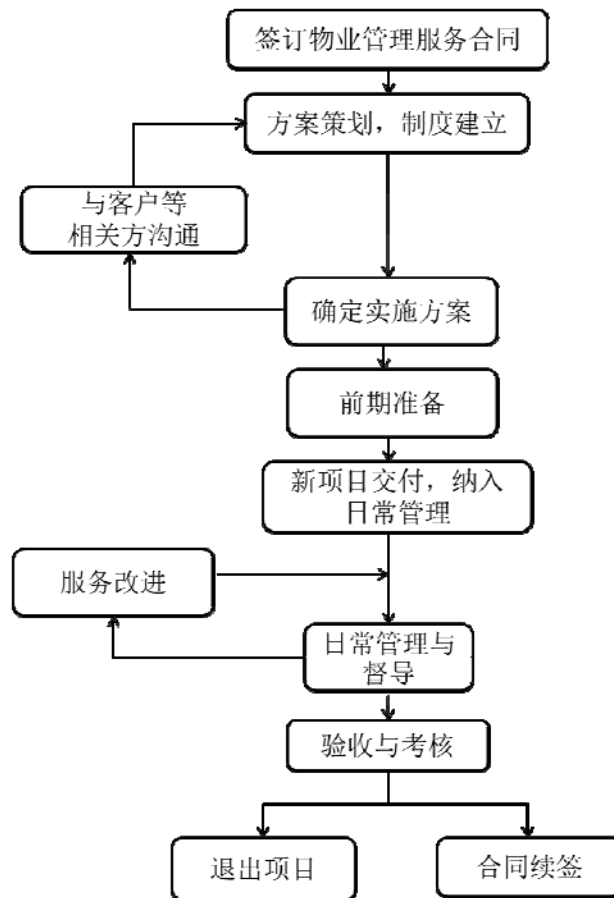 签订物业管理服务合同
方案策划，制度建立
与客户等
相关方沟通
确定实施方案
前期准备
新项目交付，纳入
日常管理
服务改进
日常管理与
督导
验收与考核
退出项目
合同续签